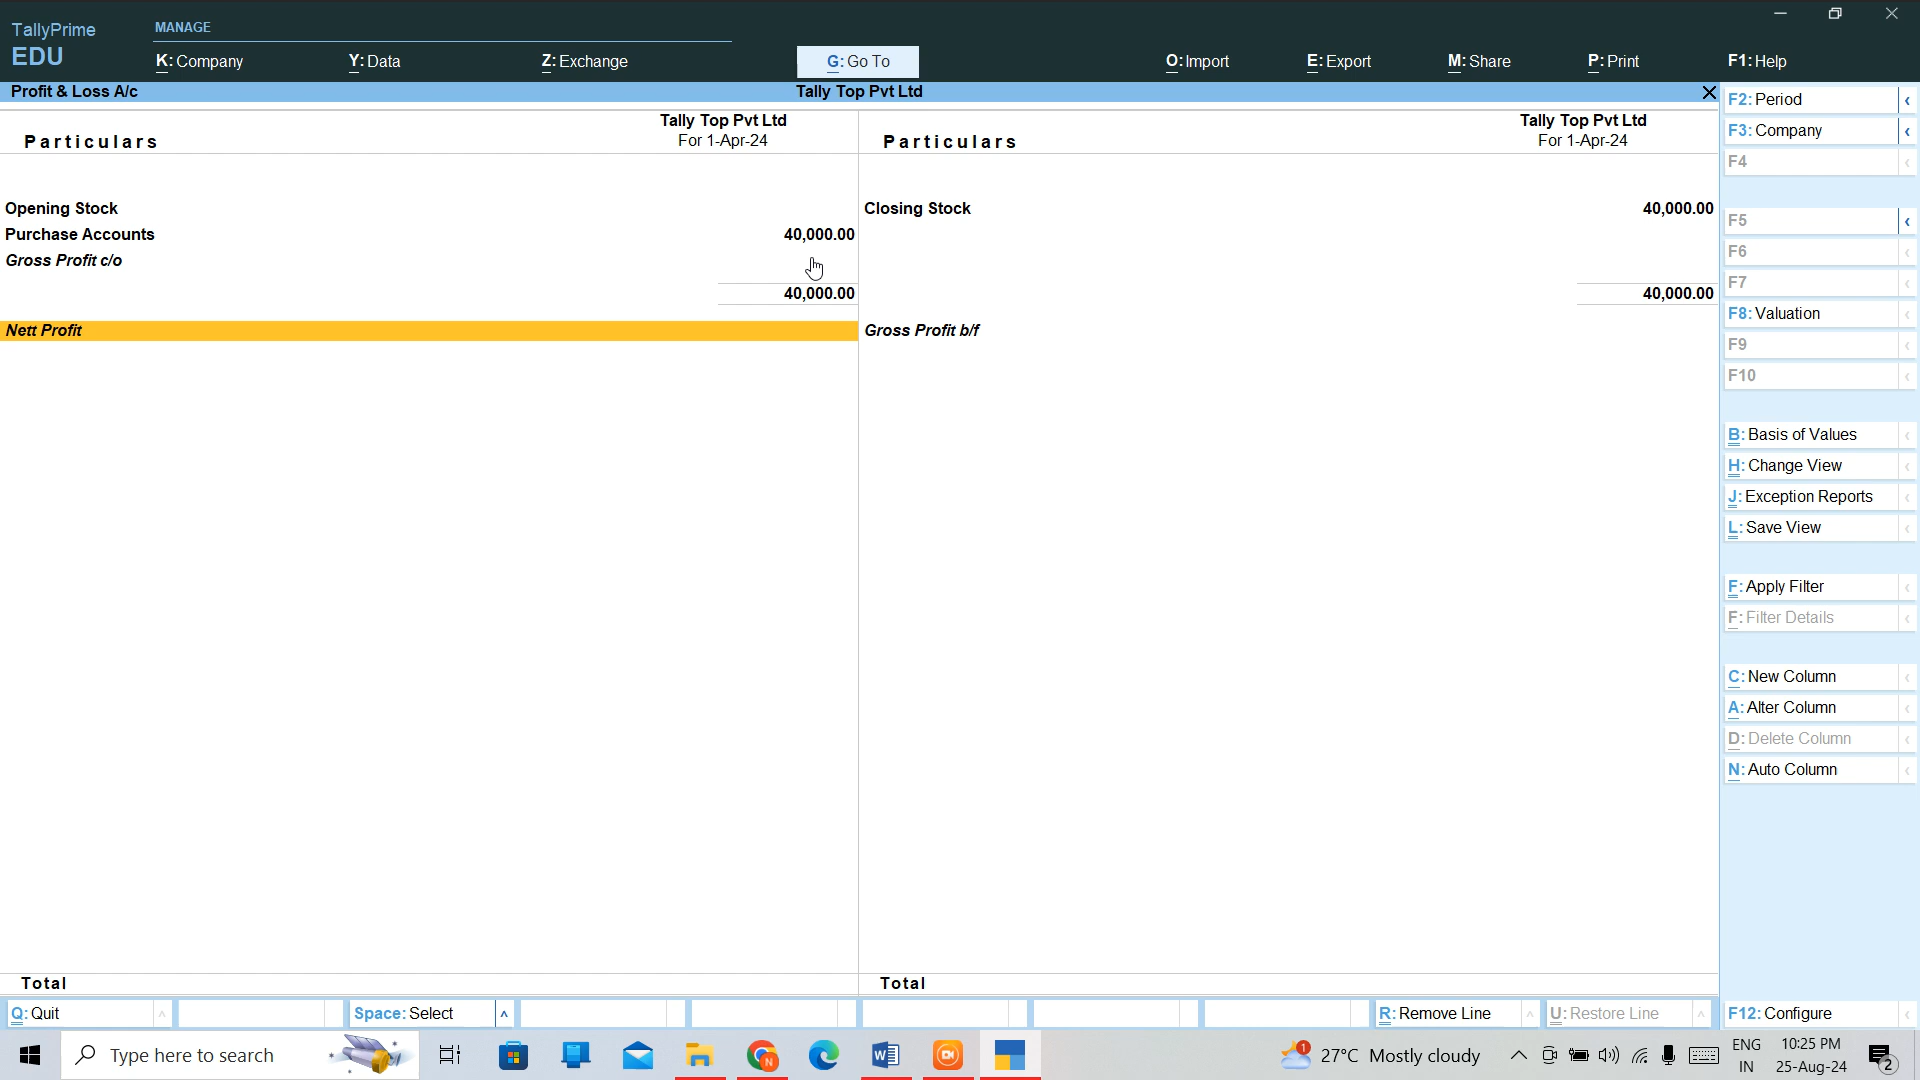 TallyPrime
EDU
MANAGE
K: Company
Y: Data
Z: Exchange
G: Go To
O: Import
E: Export
M: Share
P: Print
F1: Help
Profit & Loss A/c
Tally Top Pvt Ltd
Particulars
Tally Top Pvt Ltd
For 1-Apr-24
Particulars
Tally Top Pvt Ltd
For 1-Apr-24
Opening Stock
Purchase Accounts 40,000.00
Gross Profit c/o
40,000.00
Nett Profit
Closing Stock 40,000.00
40,000.00
Gross Profit b/f
Total
Total
F2: Period
F3: Company
F4
F5
F6
F7
F8: Valuation
F9
F10
B: Basis of Values
H: Change View
J: Exception Reports
L: Save View
F: Apply Filter
F: Filter Details
C: New Column
A: Alter Column
D: Delete Column
N: Auto Column
Q: Quit
Space: Select
R: Remove Line
U: Restore Line
F12: Configure
Type here to search
N
1
27°C Mostly cloudy
ENG
IN
10:25 PM
25-Aug-24
2